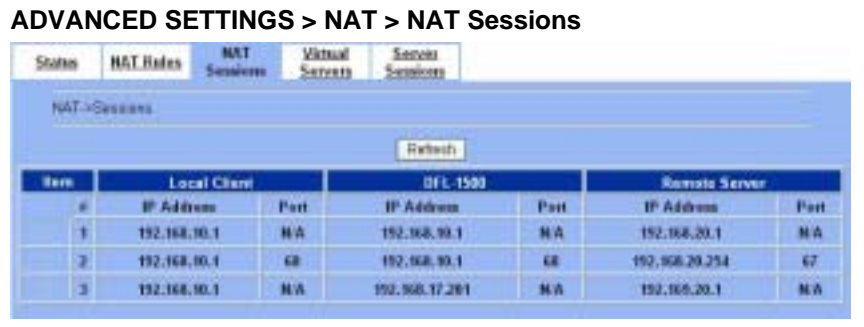 ADVANCED SETTINGS > NAT > NAT Sessions
Status NAT Rules NAT Sessions Virtual Servers Server Sessions
NAT->Sessions
Refresh
Item Local Client DFL-1500 Remote Server
# IP Address Port IP Address Port IP Address Port
1 192.168.10.1 N/A 192.168.10.1 N/A 192.168.20.1 N/A
2 192.168.10.1 68 192.168.10.1 68 192.168.20.254 67
3 192.168.10.1 N/A 192.168.17.201 N/A 192.169.20.1 N/A